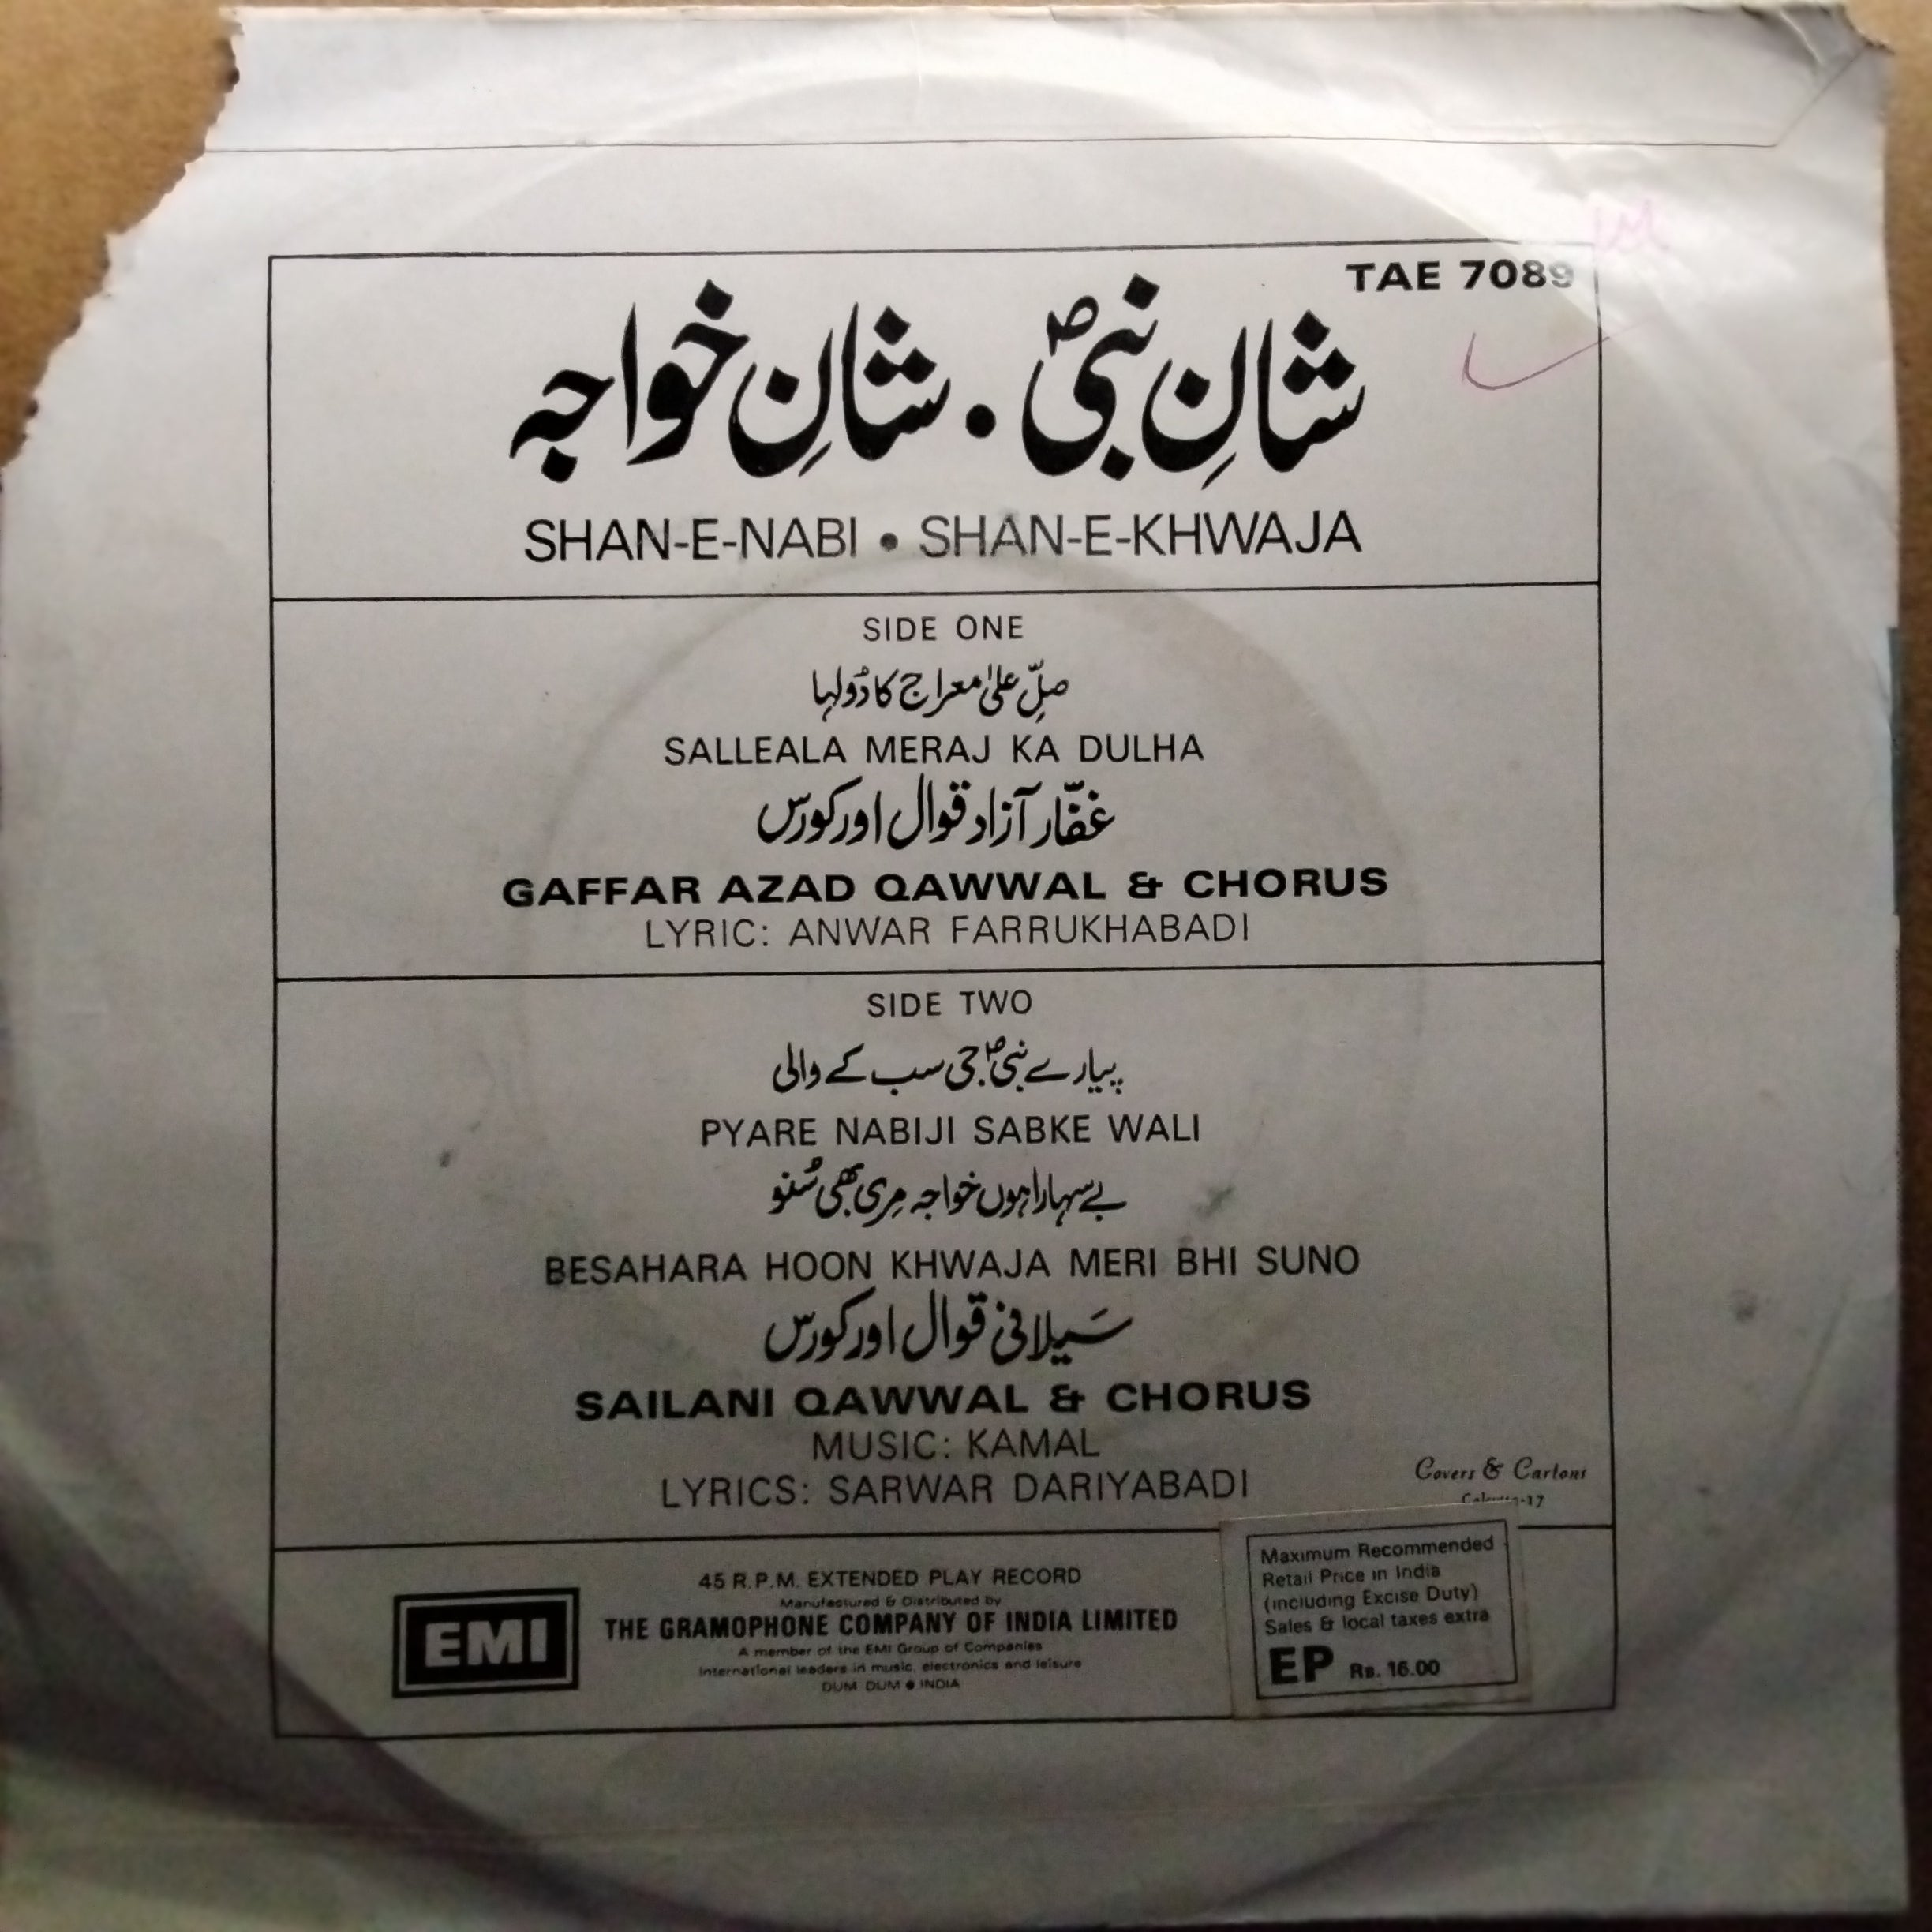 TAE 7089
شانِ نبیؐ • شانِ خواجہ
SHAN-E-NABI • SHAN-E-KHWAJA
SIDE ONE
صلِّ علیٰ معراج کا دُولہا
SALLEALA MERAJ KA DULHA
غفّار آزاد قوال اور کورس
GAFFAR AZAD QAWWAL & CHORUS
LYRIC: ANWAR FARRUKHABADI
SIDE TWO
پیارے نبیؐ جی سب کے والی
PYARE NABIJI SABKE WALI
بے سہارا ہوں خواجہ مِری بھی سُنو
BESAHARA HOON KHWAJA MERI BHI SUNO
سَیلانی قوال اور کورس
SAILANI QAWWAL & CHORUS
MUSIC: KAMAL
LYRICS: SARWAR DARIYABADI
Covers & Cartons
45 R.P.M. EXTENDED PLAY RECORD
Manufactured & Distributed by
THE GRAMOPHONE COMPANY OF INDIA LIMITED
A member of the EMI Group of Companies
International leaders in music, electronics and leisure
DUM DUM • INDIA
EMI
Maximum Recommended
Retail Price in India
(including Excise Duty)
Sales & local taxes extra
EP Rs. 16.00